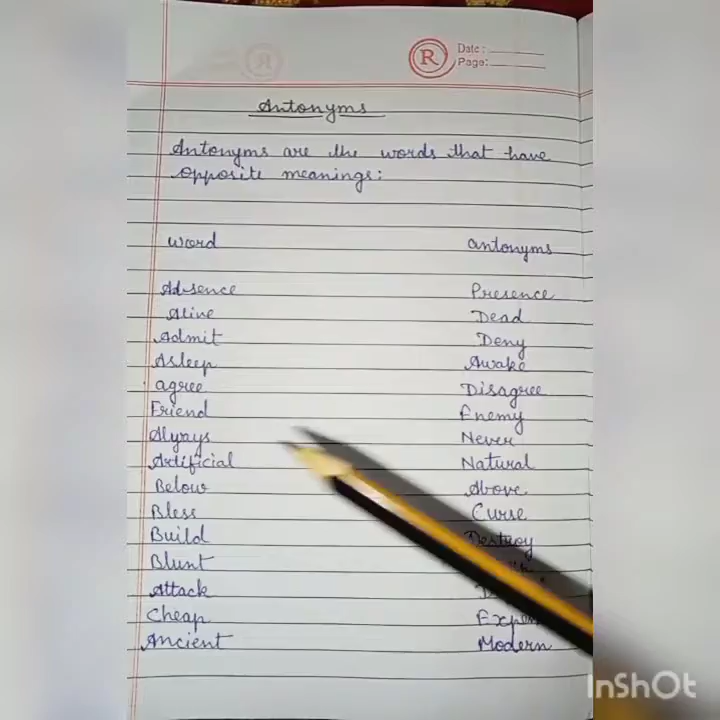 R
Date:
Page:
Antonyms
Antonyms are the words that have
opposite meanings:
Word antonyms
Absence Presence
Alive Dead
Admit Deny
Asleep Awake
agree Disagree
Friend Enemy
Always Never
Artificial Natural
Below Above
Bless Curse
Build Destroy
Blunt
Attack
Cheap
Ancient Modern
InShOt